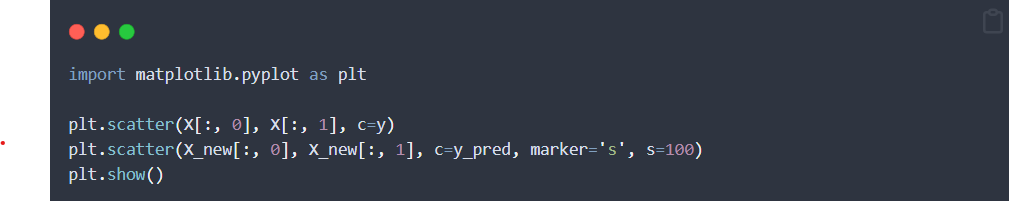 import matplotlib.pyplot as plt
plt.scatter(X[:, 0], X[:, 1], c=y)
plt.scatter(X_new[:, 0], X_new[:, 1], c=y_pred, marker='s', s=100)
plt.show()